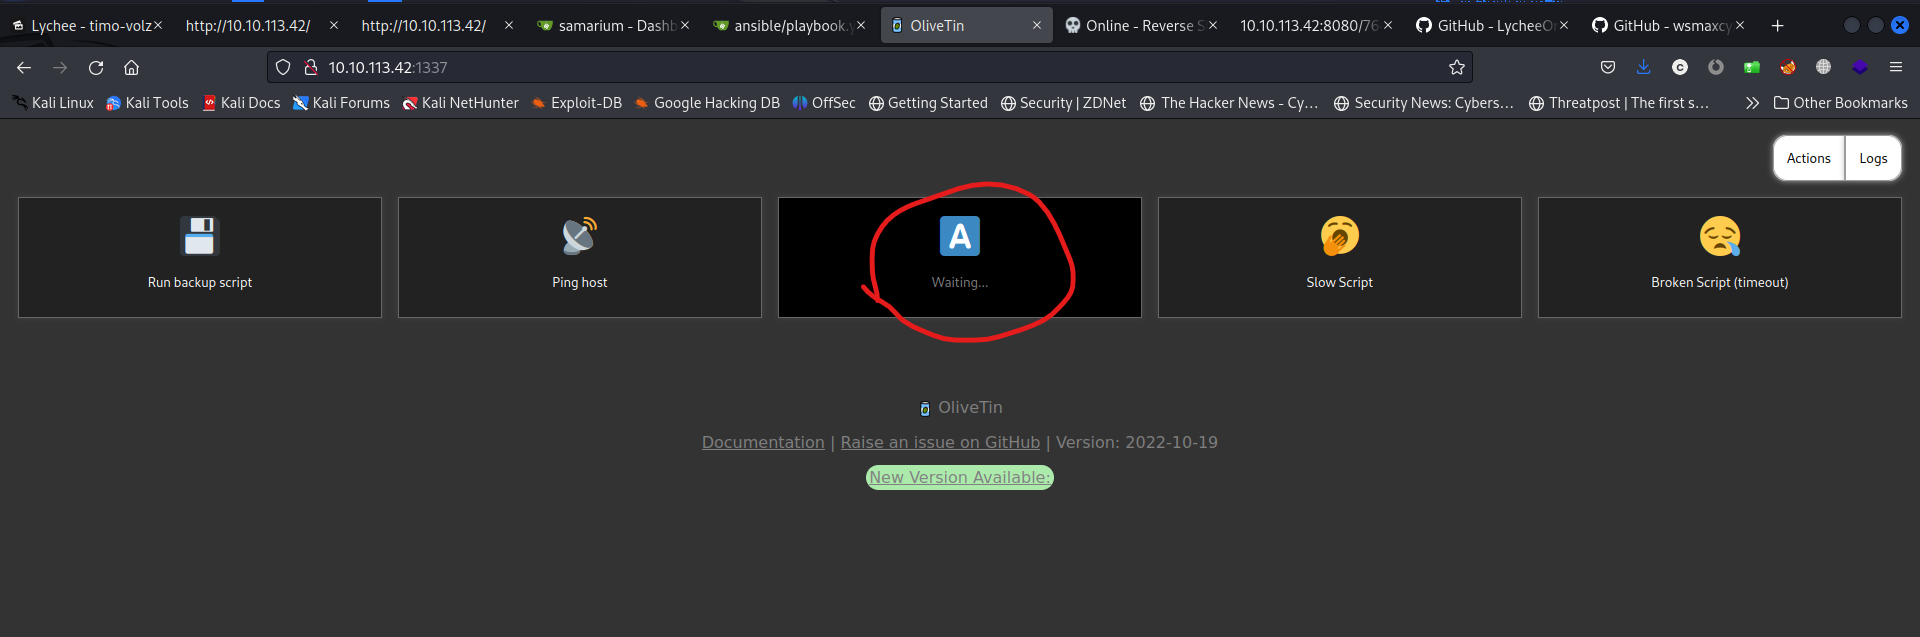 Lychee - timo-volz
http://10.10.113.42/
http://10.10.113.42/
samarium - Dashb
ansible/playbook.y
OliveTin
Online - Reverse S
10.10.113.42:8080/76
GitHub - LycheeO
GitHub - wsmaxcy
10.10.113.42:1337
Kali Linux
Kali Tools
Kali Docs
Kali Forums
Kali NetHunter
Exploit-DB
Google Hacking DB
OffSec
Getting Started
Security | ZDNet
The Hacker News - Cy...
Security News: Cybers...
Threatpost | The first s...
Other Bookmarks
Actions
Logs
Run backup script
Ping host
A
Waiting...
Slow Script
Broken Script (timeout)
OliveTin
Documentation | Raise an issue on GitHub | Version: 2022-10-19
New Version Available: